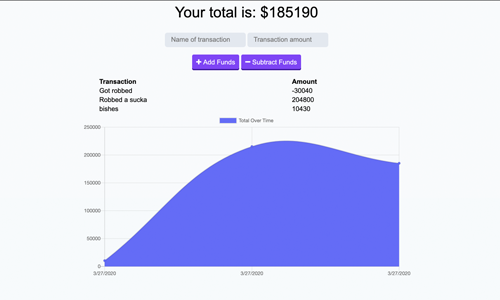 Your total is: $185190
Name of transaction Transaction amount
+ Add Funds − Subtract Funds
Transaction Amount
Got robbed -30040
Robbed a sucka 204800
bishes 10430
Total Over Time
250000
200000
150000
100000
50000
0
3/27/2020 3/27/2020 3/27/2020